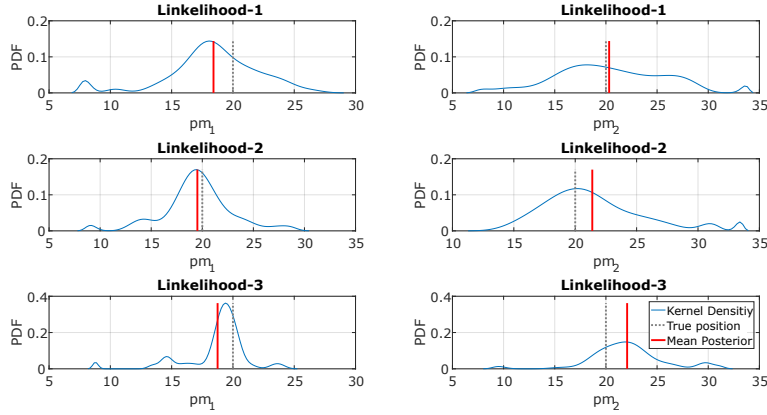 Linkelihood-1
0.2
0.1
0
PDF
5 10 15 20 25 30 35
pm1
Linkelihood-1
0.2
0.1
0
PDF
5 10 15 20 25 30 35
pm2
Linkelihood-2
0.2
0.1
0
PDF
5 10 15 20 25 30 35
pm1
Linkelihood-2
0.2
0.1
0
PDF
10 15 20 25 30 35
pm2
Linkelihood-3
0.4
0.2
0
PDF
5 10 15 20 25 30
pm1
Linkelihood-3
0.4
0.2
0
PDF
5 10 15 20 25 30 35
pm2
Kernel Densitiy
True position
Mean Posterior